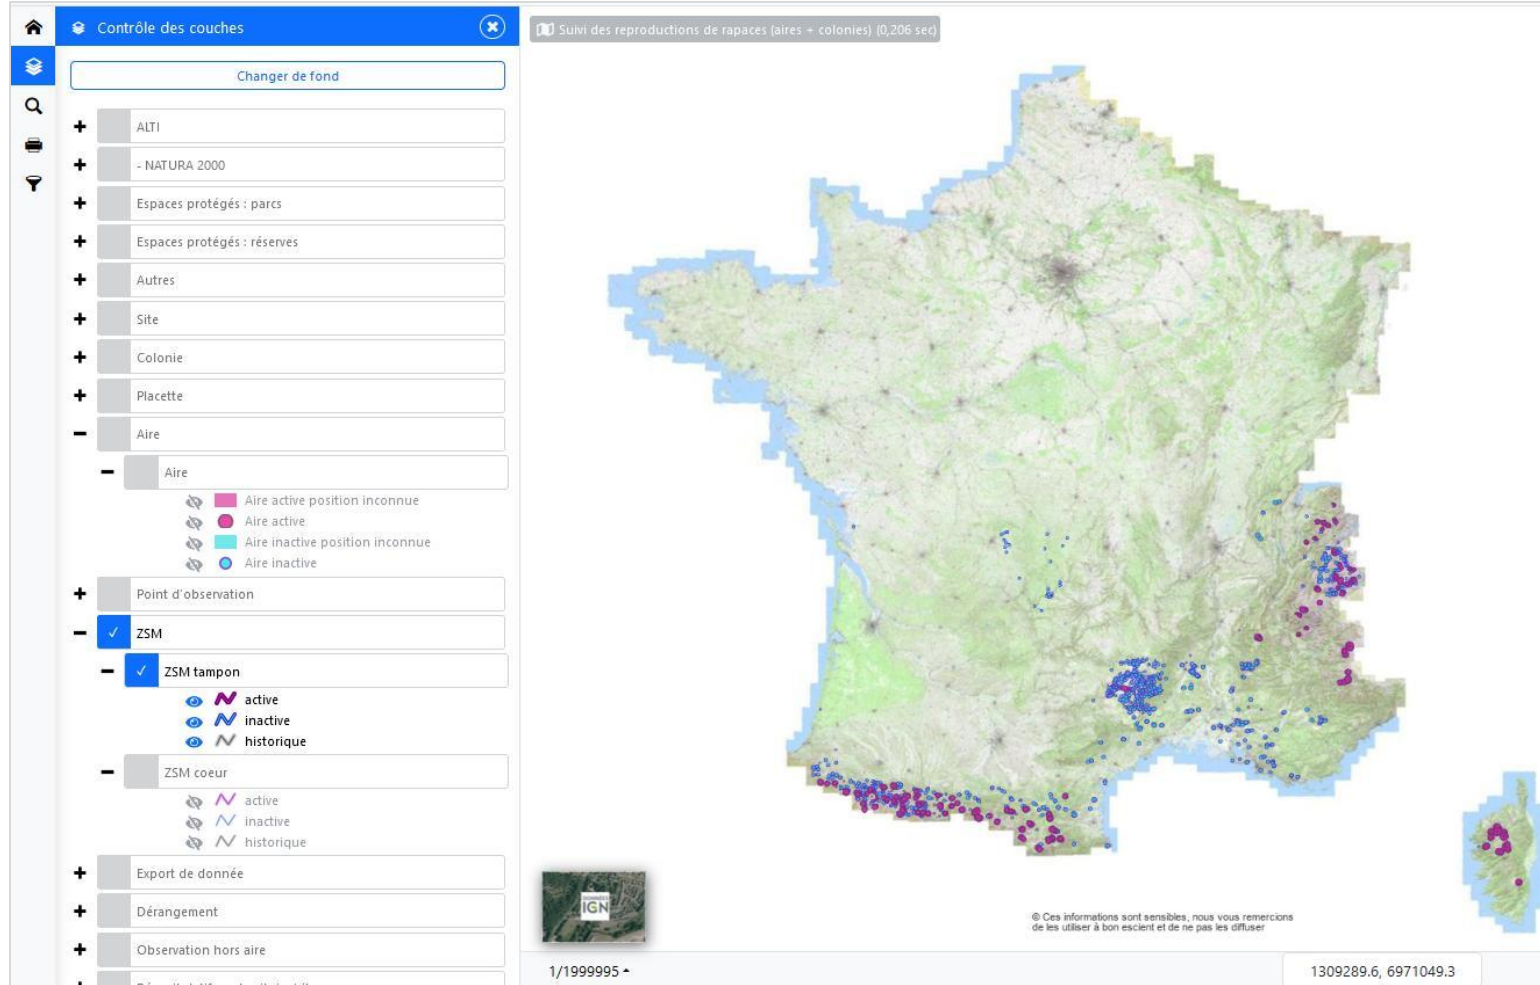 Contrôle des couches
Suivi des reproductions de rapaces (aires + colonies) (0,206 sec)
Changer de fond
ALTI
- NATURA 2000
Espaces protégés : parcs
Espaces protégés : réserves
Autres
Site
Colonie
Placette
Aire
Aire
Aire active position inconnue
Aire active
Aire inactive position inconnue
Aire inactive
Point d'observation
ZSM
ZSM tampon
active
inactive
historique
ZSM coeur
active
inactive
historique
Export de donnée
Dérangement
Observation hors aire
IGN
© Ces informations sont sensibles, nous vous remercions
de les utiliser à bon escient et de ne pas les diffuser
1/1999995
1309289.6, 6971049.3